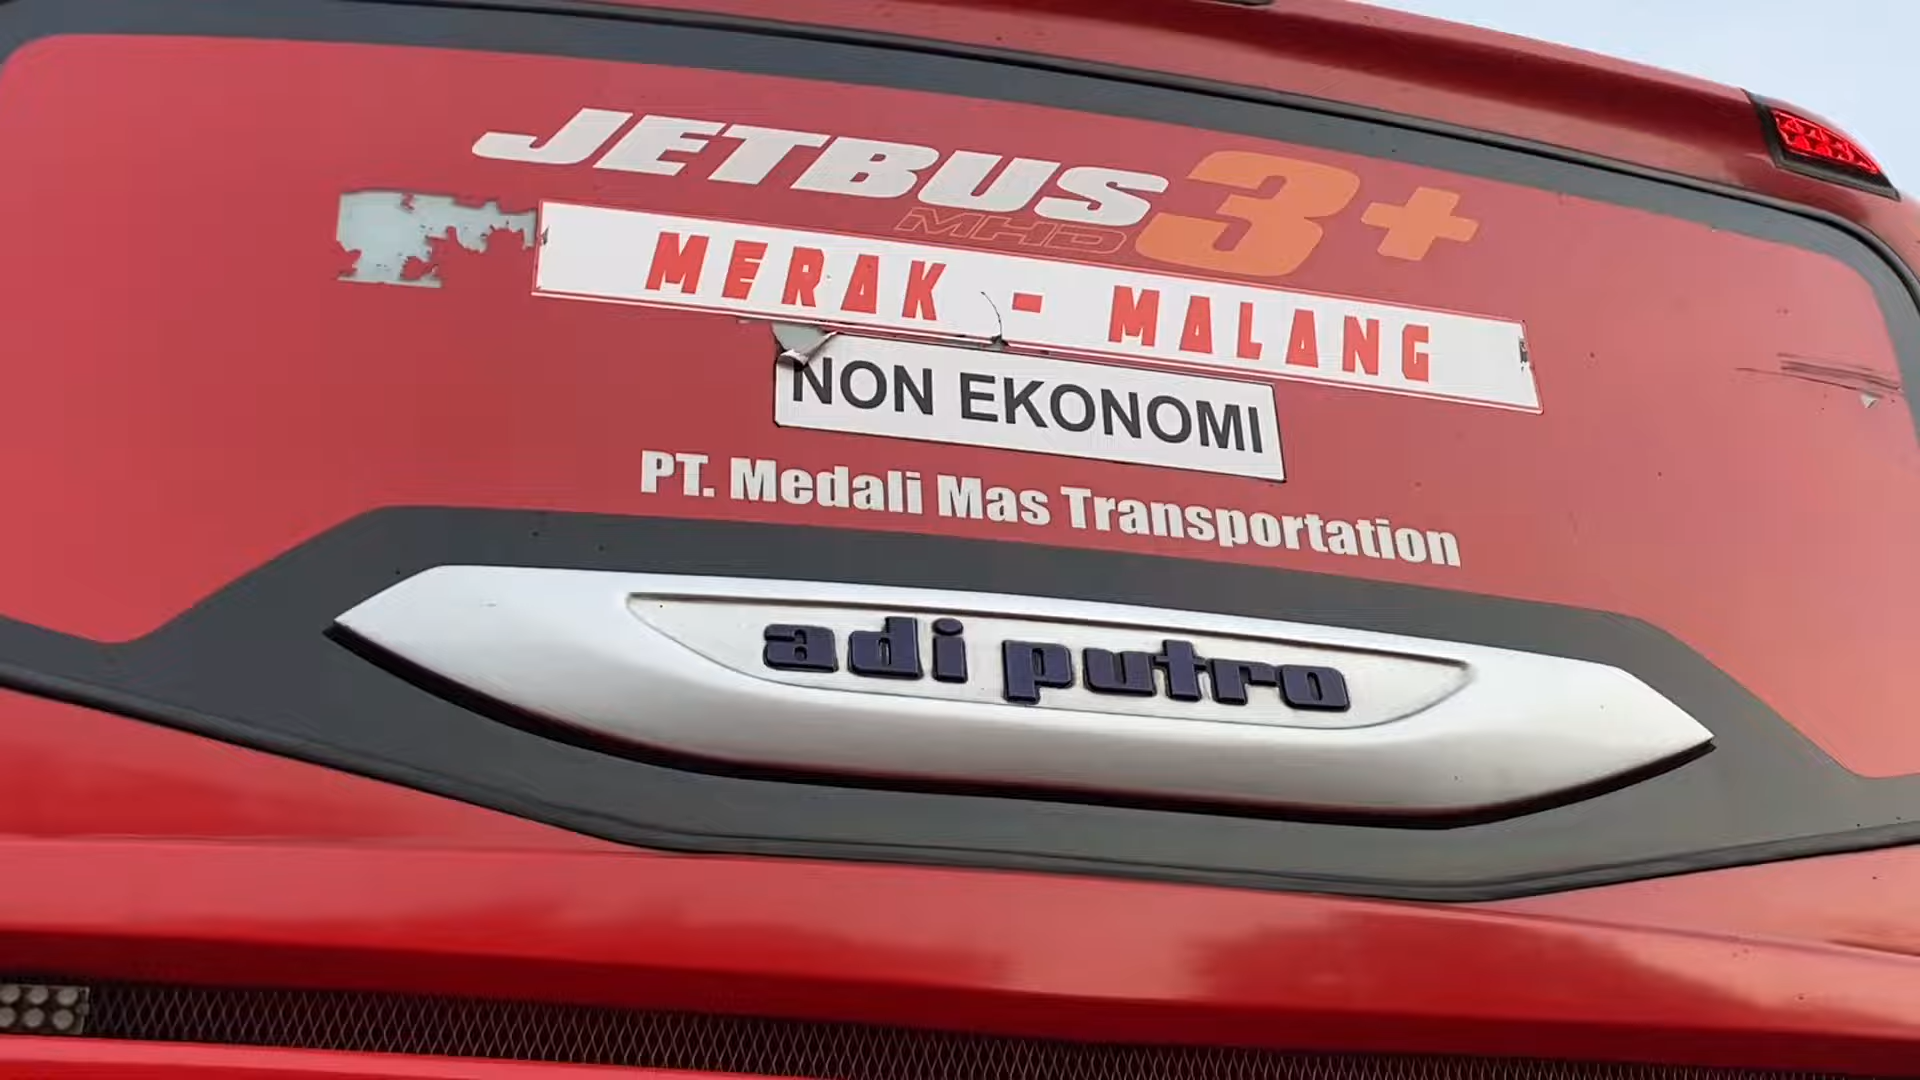 JETBUS 3+
MHD
MERAK - MALANG
NON EKONOMI
PT. Medali Mas Transportation
adi putro